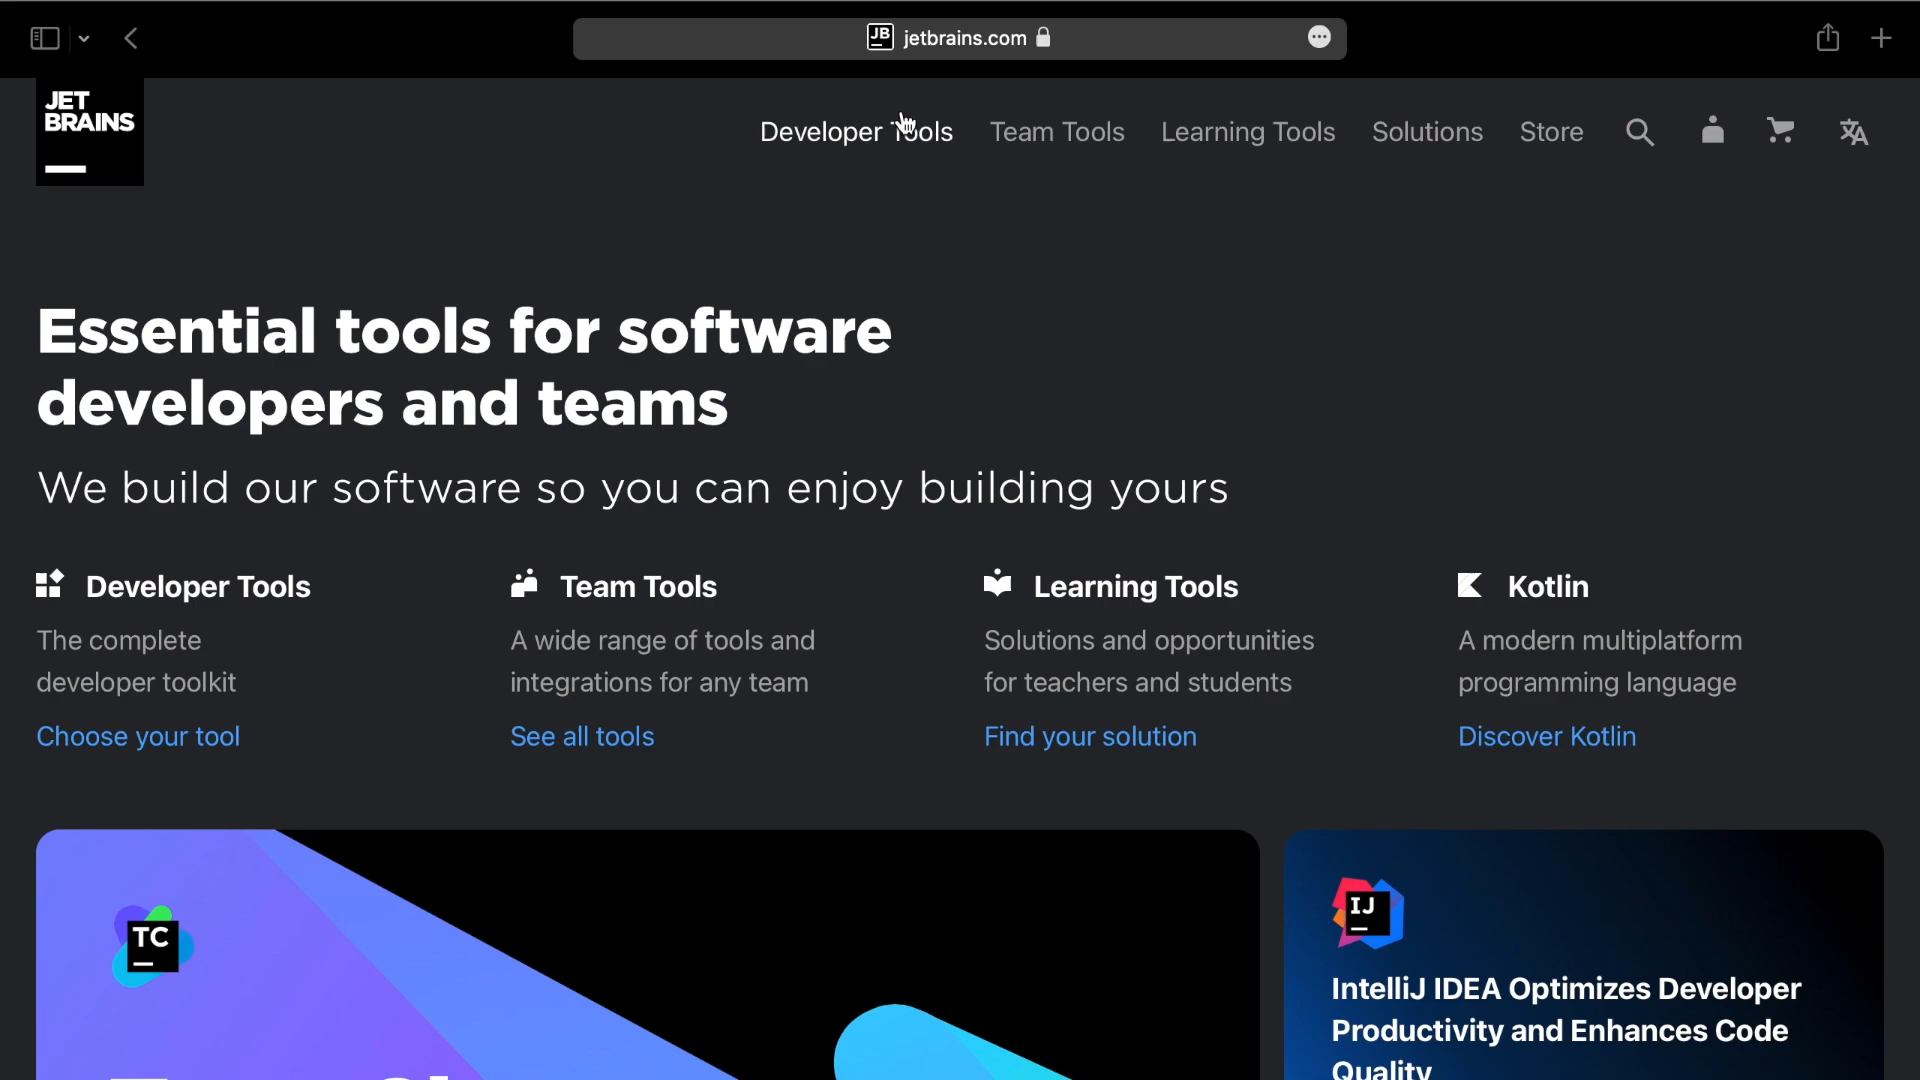 JB jetbrains.com
JET
BRAINS
Developer Tools Team Tools Learning Tools Solutions Store
Essential tools for software
developers and teams
We build our software so you can enjoy building yours
Developer Tools Team Tools Learning Tools Kotlin
The complete
developer toolkit
Choose your tool
A wide range of tools and
integrations for any team
See all tools
Solutions and opportunities
for teachers and students
Find your solution
A modern multiplatform
programming language
Discover Kotlin
TC
IJ
IntelliJ IDEA Optimizes Developer
Productivity and Enhances Code
Quality